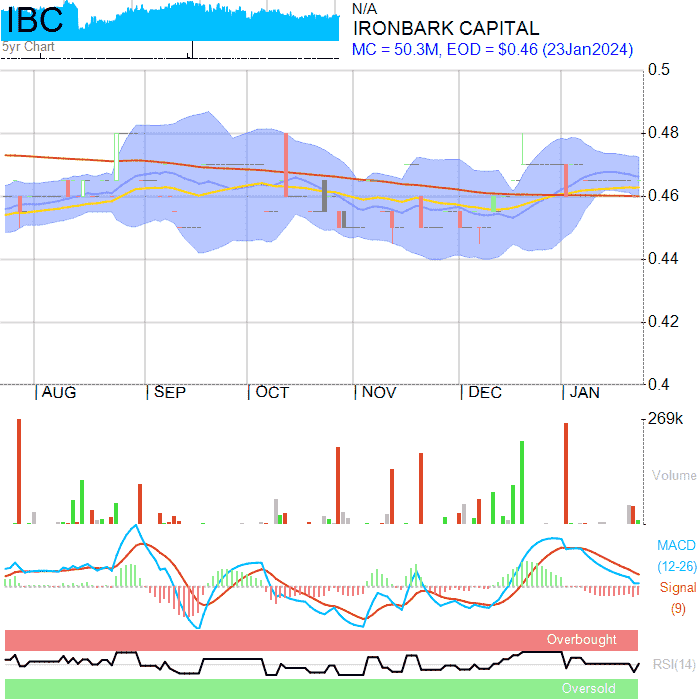 IBC
5yr Chart
N/A
IRONBARK CAPITAL
MC = 50.3M, EOD = $0.46 (23Jan2024)
0.5
0.48
0.46
0.44
0.42
0.4
AUG SEP OCT NOV DEC JAN
269k
Volume
MACD
(12-26)
Signal
(9)
Overbought
RSI(14)
Oversold